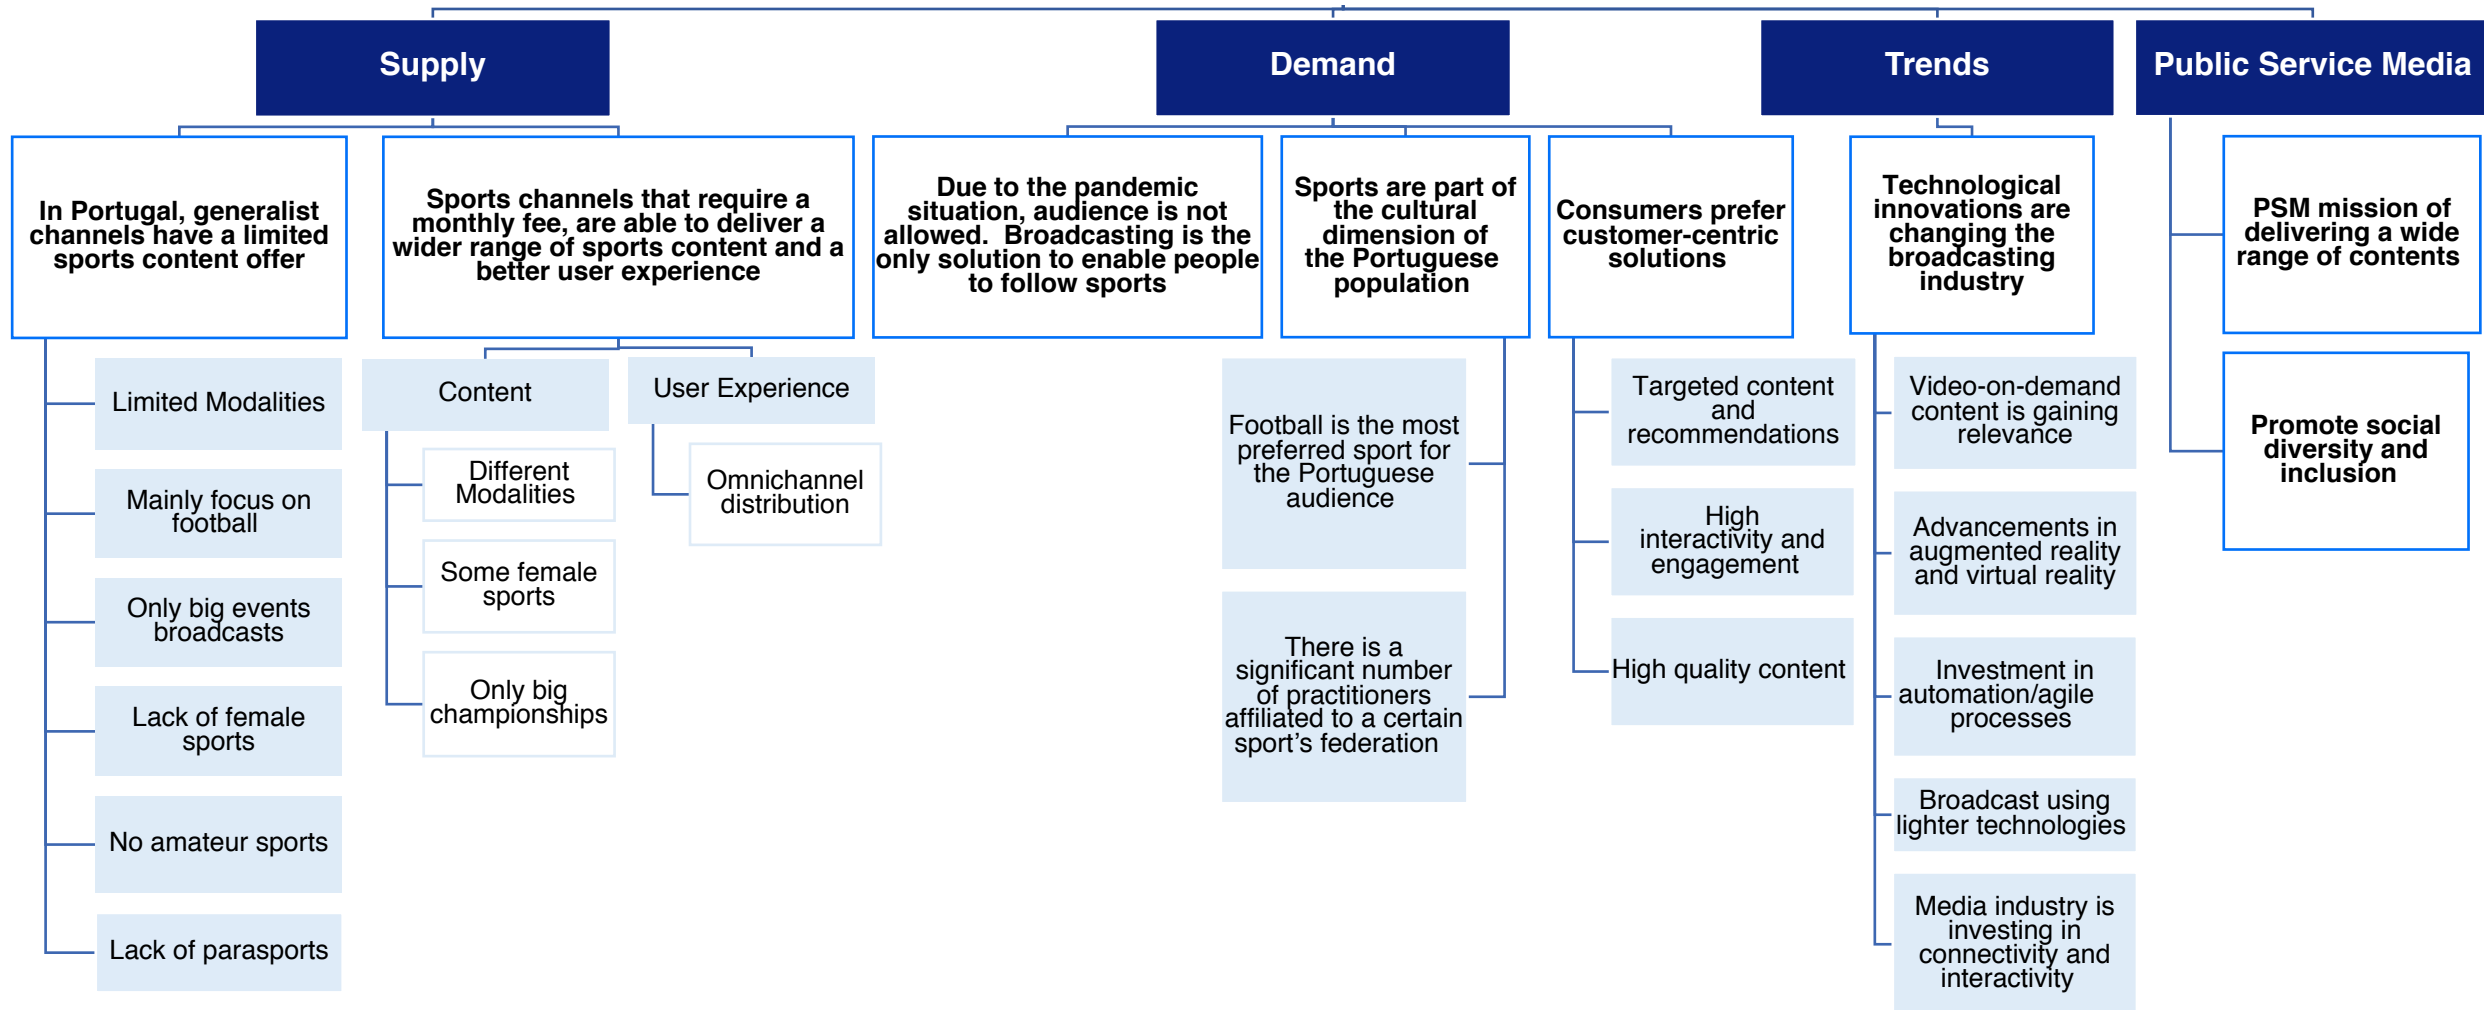 Supply
Demand
Trends
Public Service Media
In Portugal, generalist
channels have a limited
sports content offer
Sports channels that require a
monthly fee, are able to deliver a
wider range of sports content and a
better user experience
Due to the pandemic
situation, audience is not
allowed.  Broadcasting is the
only solution to enable people
to follow sports
Sports are part of
the cultural
dimension of
the Portuguese
population
Consumers prefer
customer-centric
solutions
Technological
innovations are
changing the
broadcasting
industry
PSM mission of
delivering a wide
range of contents
Promote social
diversity and
inclusion
Limited Modalities
Mainly focus on
football
Only big events
broadcasts
Lack of female
sports
No amateur sports
Lack of parasports
Content
Different
Modalities
Some female
sports
Only big
championships
User Experience
Omnichannel
distribution
Football is the most
preferred sport for
the Portuguese
audience
There is a
significant number
of practitioners
affiliated to a certain
sport’s federation
Targeted content
and
recommendations
High
interactivity and
engagement
High quality content
Video-on-demand
content is gaining
relevance
Advancements in
augmented reality
and virtual reality
Investment in
automation/agile
processes
Broadcast using
lighter technologies
Media industry is
investing in
connectivity and
interactivity